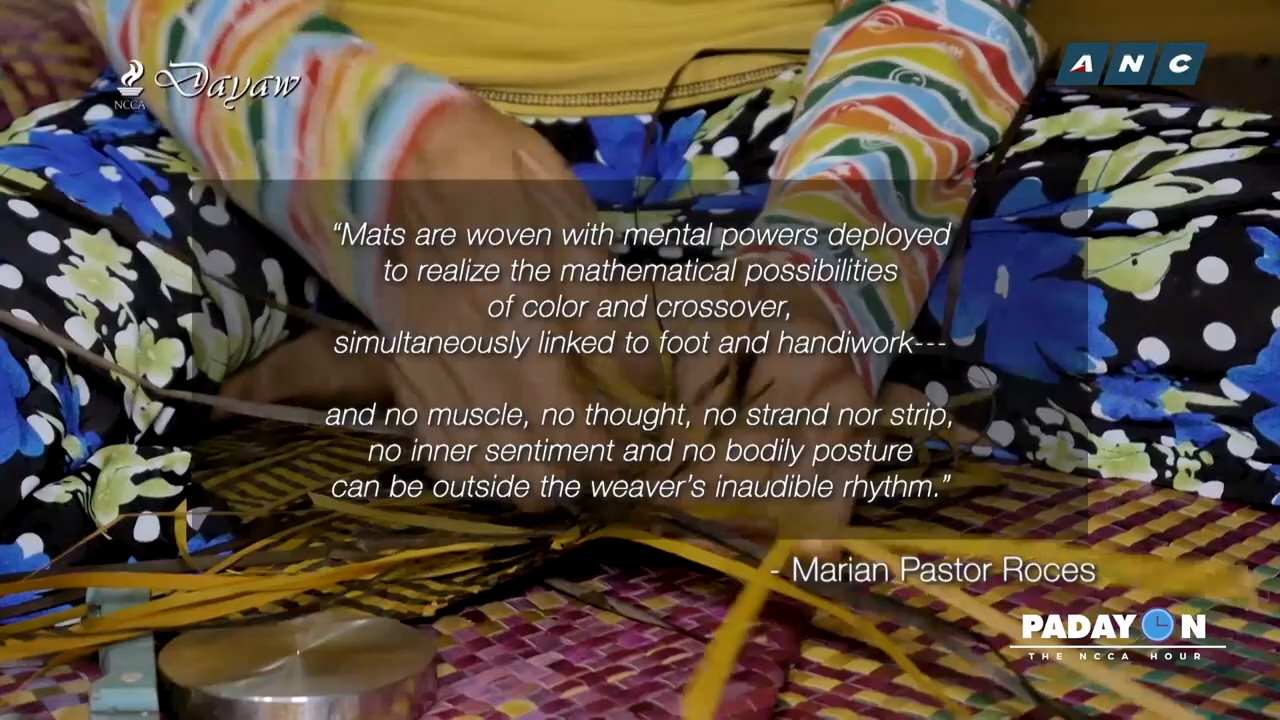 NCCA
Dayaw
ANC
“Mats are woven with mental powers deployed
to realize the mathematical possibilities
of color and crossover,
simultaneously linked to foot and handiwork---
and no muscle, no thought, no strand nor strip,
no inner sentiment and no bodily posture
can be outside the weaver’s inaudible rhythm.”
- Marian Pastor Roces
PADAYON
THE NCCA HOUR